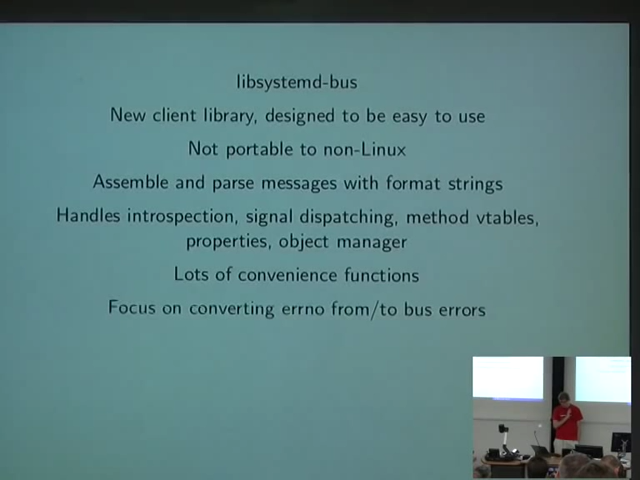 libsystemd-bus
New client library, designed to be easy to use
Not portable to non-Linux
Assemble and parse messages with format strings
Handles introspection, signal dispatching, method vtables,
properties, object manager
Lots of convenience functions
Focus on converting errno from/to bus errors